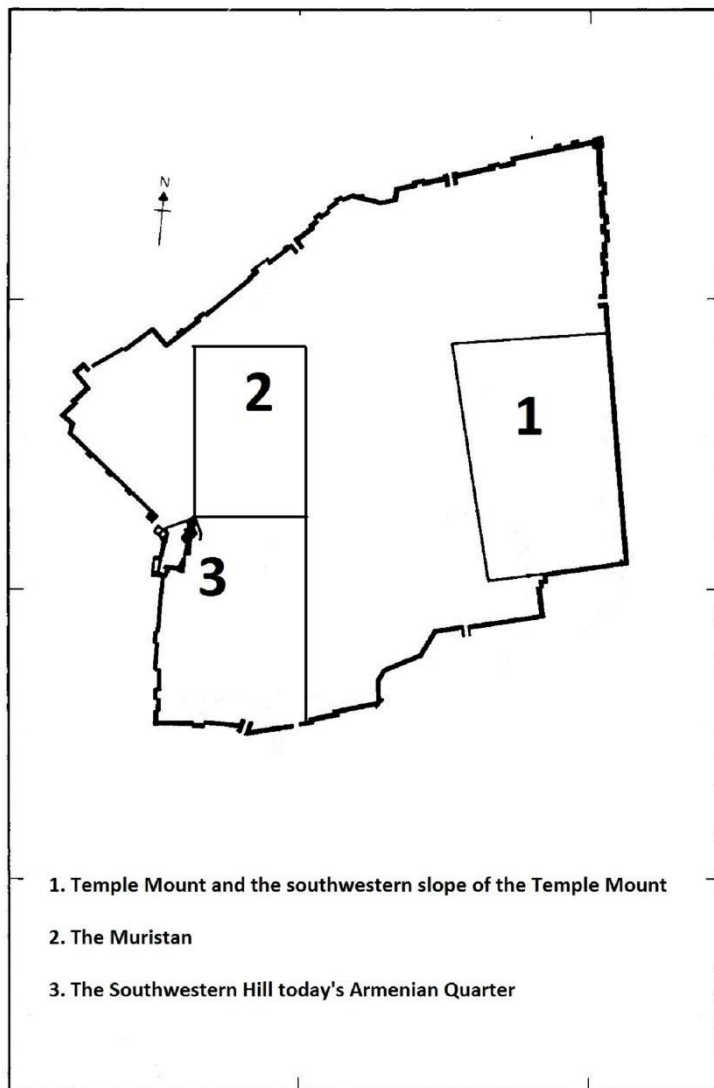 N
2
1
3
1. Temple Mount and the southwestern slope of the Temple Mount
2. The Muristan
3. The Southwestern Hill today's Armenian Quarter